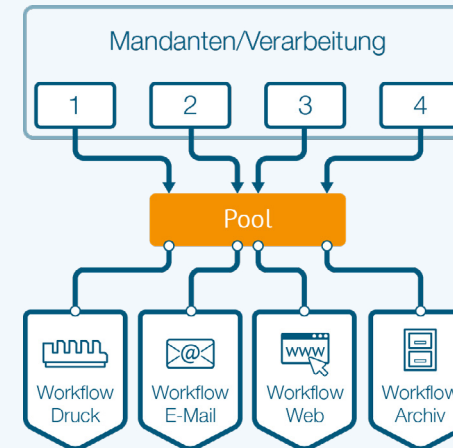 Mandanten/Verarbeitung
1 2 3 4
Pool
@ www
Workflow Workflow Workflow Workflow
Druck E-Mail Web Archiv